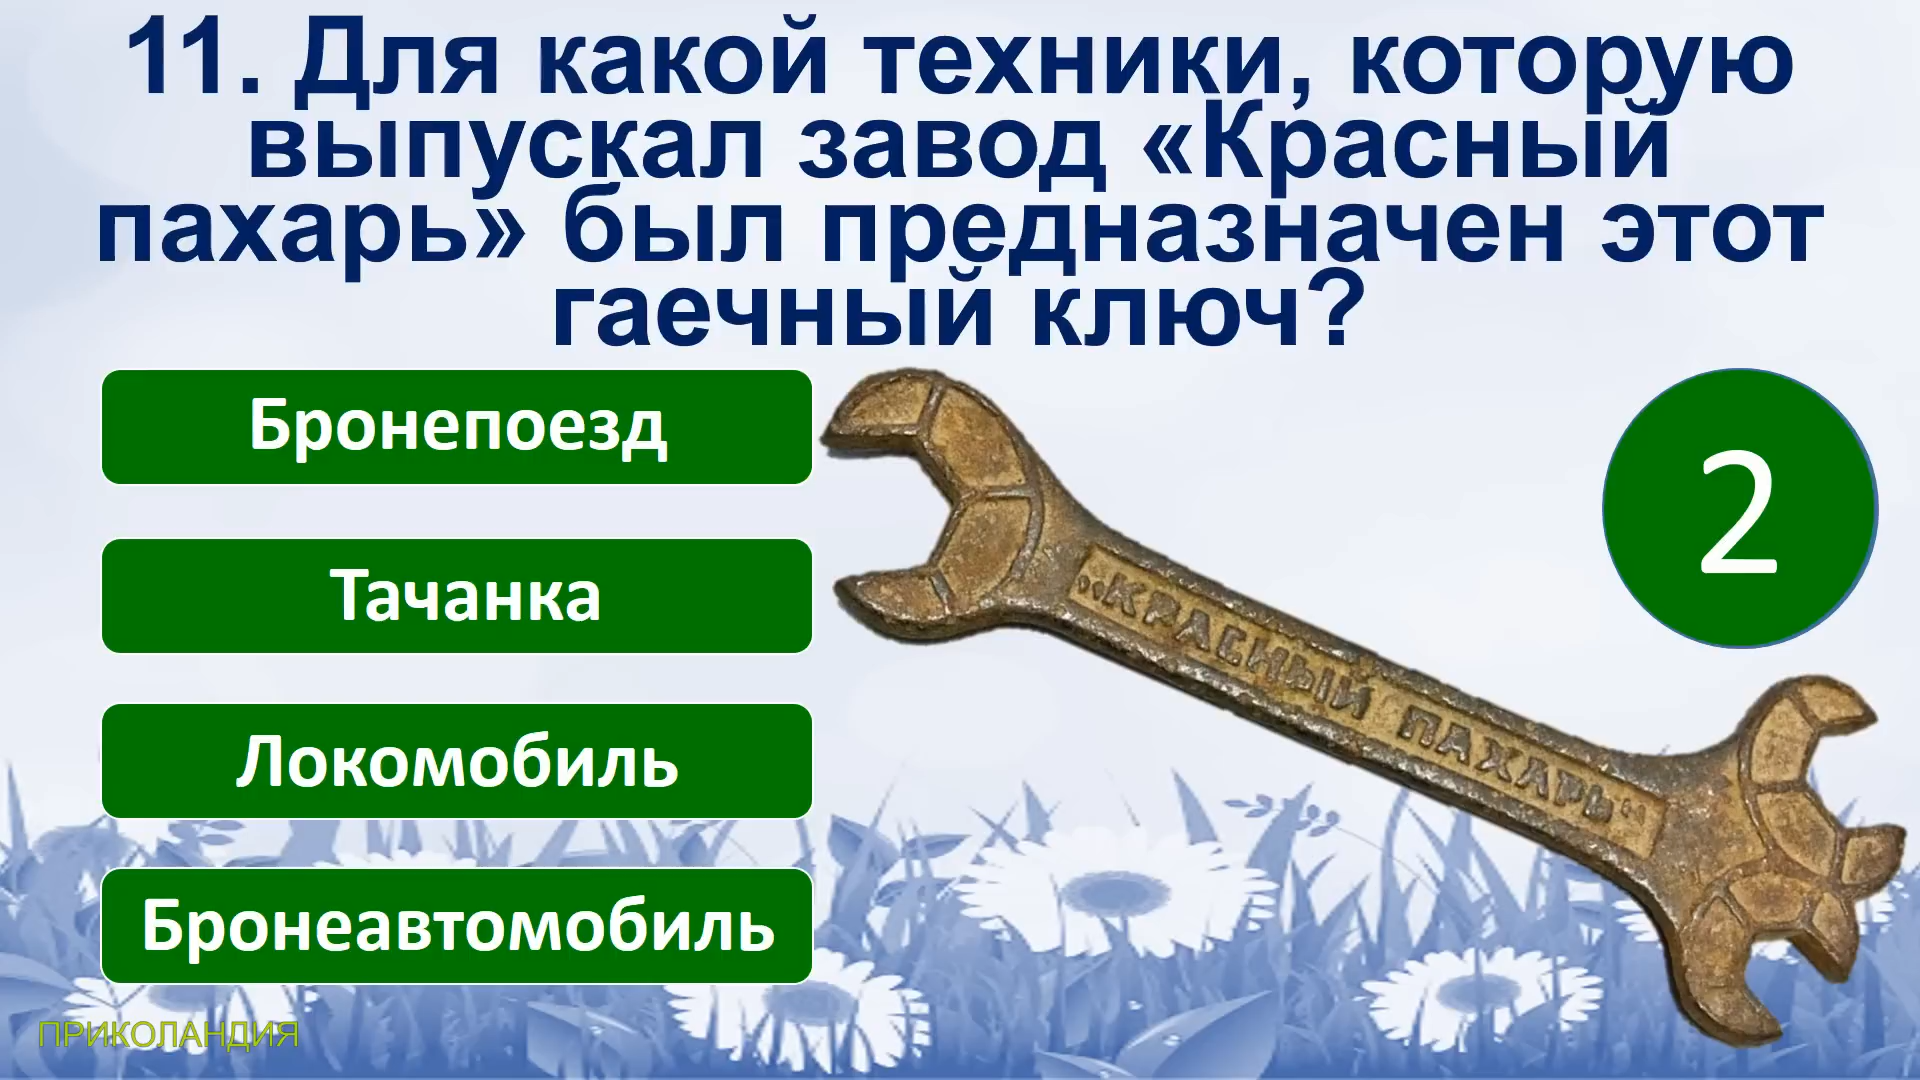 11. Для какой техники, которую
выпускал завод «Красный
пахарь» был предназначен этот
гаечный ключ?
Бронепоезд
2
Тачанка
„КРАСНЫЙ ПАХАРЬ“
Локомобиль
Бронеавтомобиль
ПРИКОЛАНДИЯ